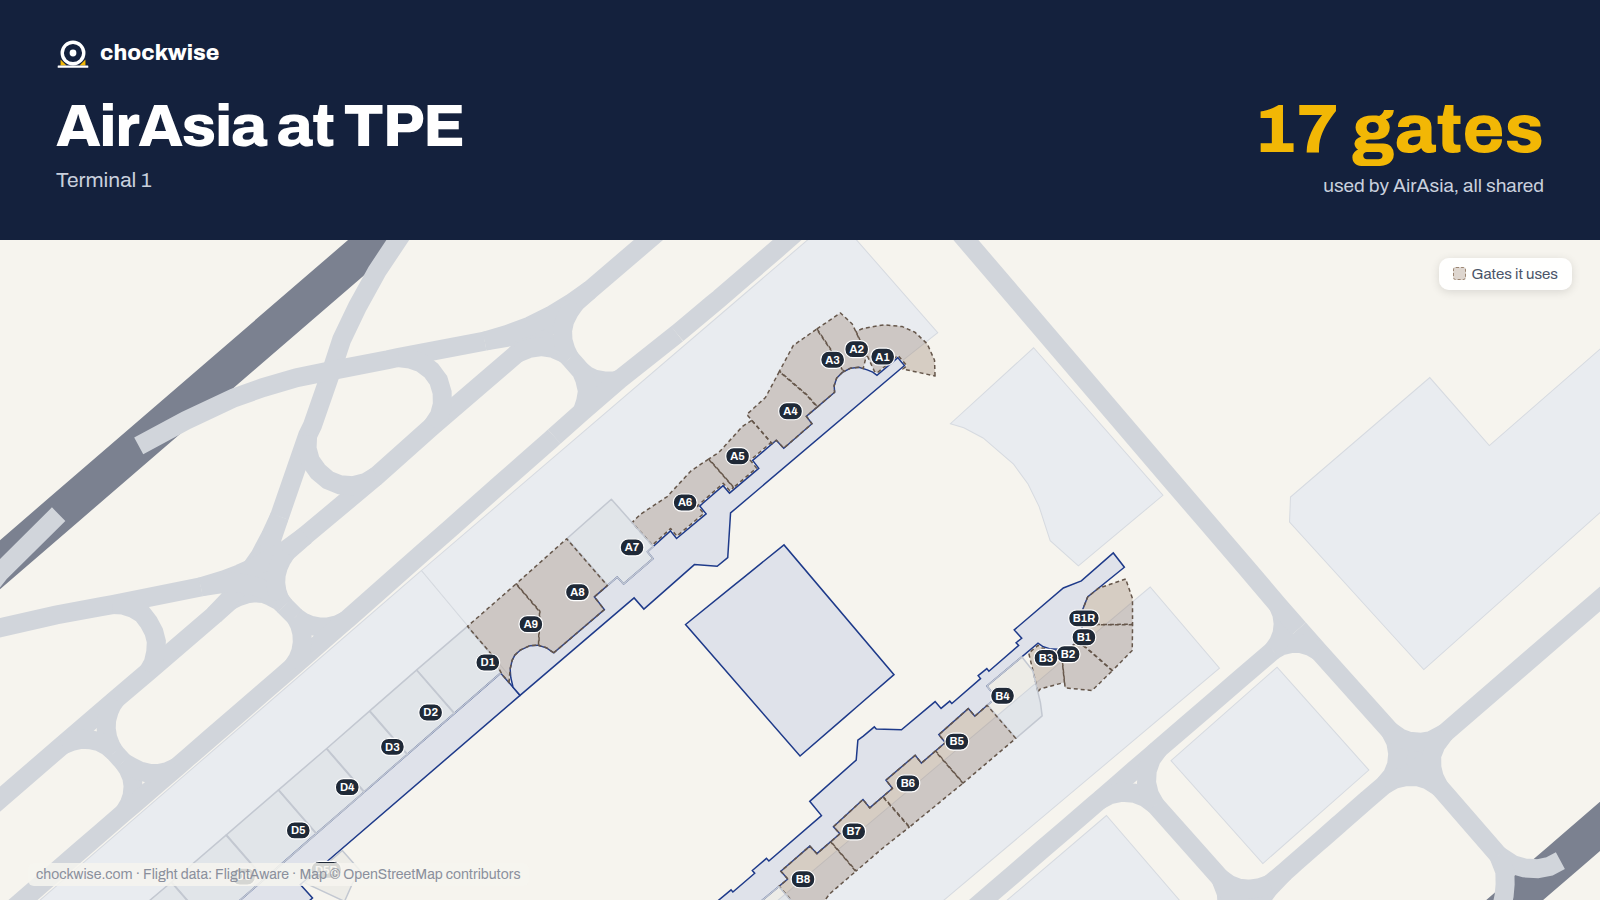 chockwise
AirAsia at TPE
Terminal 1
17 gates
used by AirAsia, all shared
Gates it uses
A3
A2
A1
A4
A5
A6
A7
A8
A9
D1
D2
D3
D4
D5
B1R
B1
B2
B3
B4
B5
B6
B7
B8
chockwise.com · Flight data: FlightAware · Map © OpenStreetMap contributors